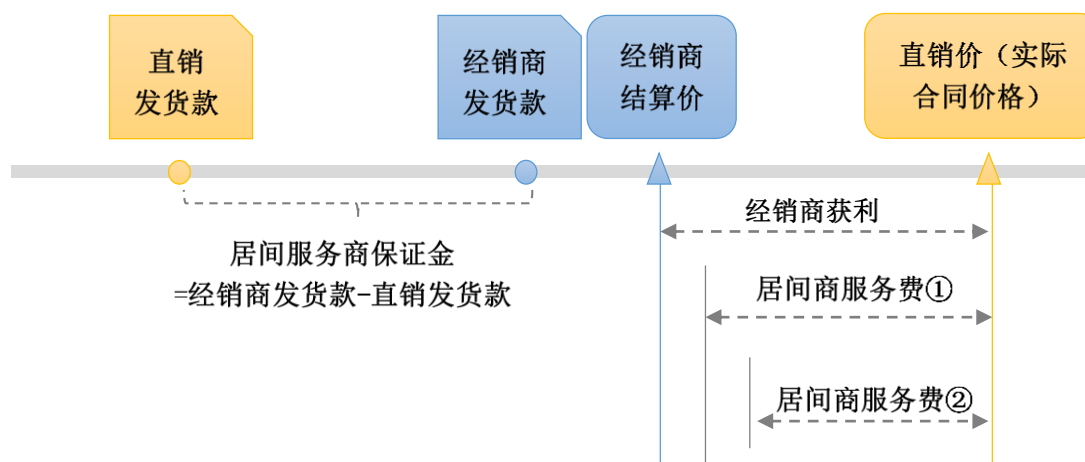 直销
发货款
经销商
发货款
经销商
结算价
直销价（实际
合同价格）
经销商获利
居间服务商保证金
=经销商发货款-直销发货款
居间商服务费①
居间商服务费②